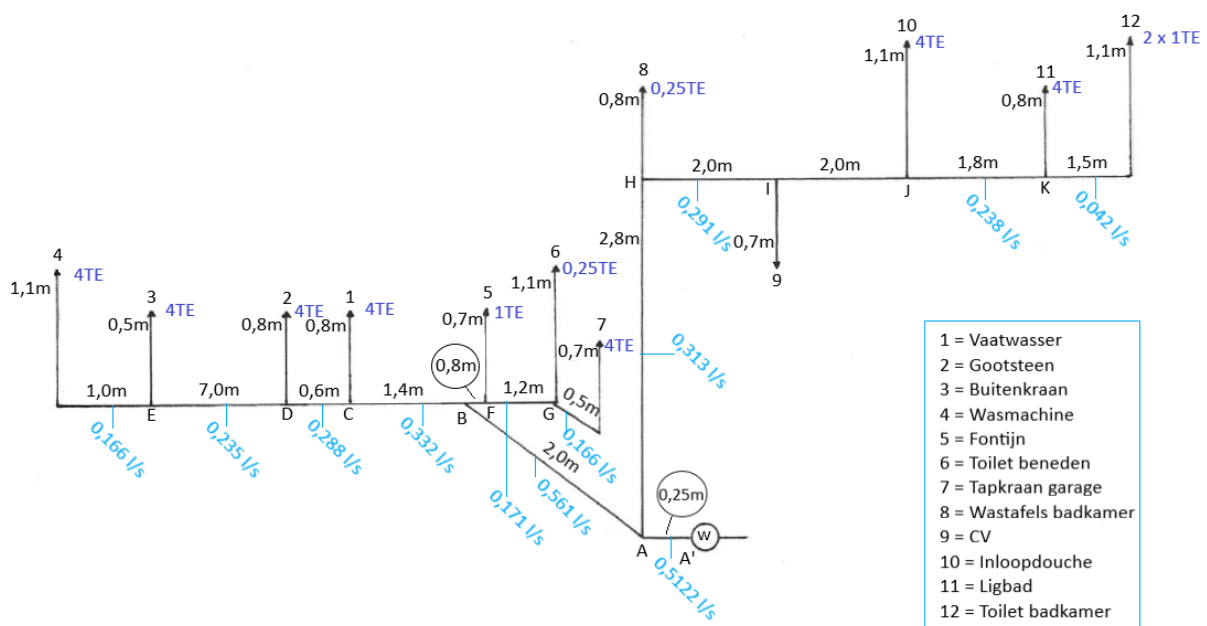 12
1,1m
2 x 1TE
10
4TE
1,1m
11
4TE
0,8m
8
0,25TE
0,8m
2,0m
2,0m
1,8m
1,5m
H
I
J
K
0,291 l/s
0,238 l/s
0,042 l/s
0,7m
9
2,8m
0,313 l/s
4
4TE
1,1m
3
4TE
0,5m
2
4TE
0,8m
1
4TE
0,8m
5
1TE
0,7m
6
0,25TE
1,1m
7
4TE
0,7m
0,8m
1,0m
7,0m
0,6m
1,4m
1,2m
0,5m
E
D
C
B
F
G
0,166 l/s
0,235 l/s
0,288 l/s
0,332 l/s
0,171 l/s
0,561 l/s
0,166 l/s
2,0m
0,25m
W
A
A'
0,5122 l/s
1 = Vaatwasser
2 = Gootsteen
3 = Buitenkraan
4 = Wasmachine
5 = Fontijn
6 = Toilet beneden
7 = Tapkraan garage
8 = Wastafels badkamer
9 = CV
10 = Inloopdouche
11 = Ligbad
12 = Toilet badkamer